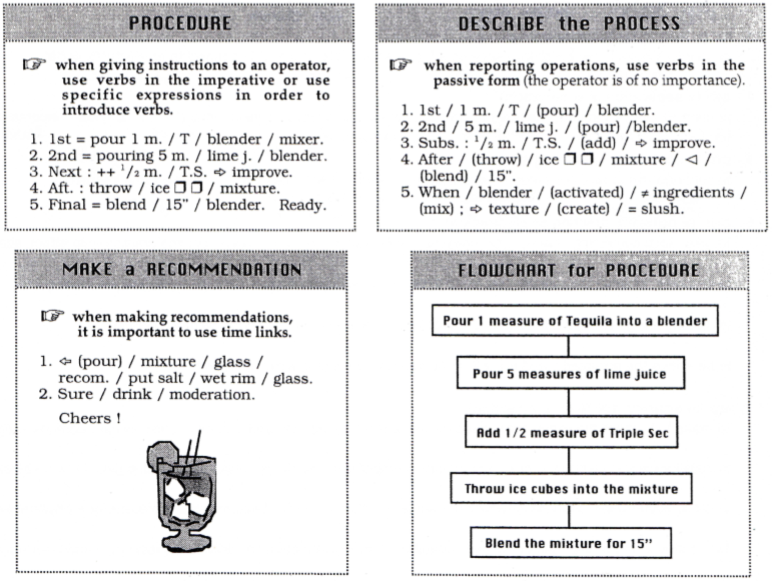 PROCEDURE
☞ when giving instructions to an operator,
use verbs in the imperative or use
specific expressions in order to
introduce verbs.
1. 1st = pour 1 m. / T / blender / mixer.
2. 2nd = pouring 5 m. / lime j. / blender.
3. Next : ++ 1/2 m. / T.S. ⇨ improve.
4. Aft. : throw / ice ❒ ❒ / mixture.
5. Final = blend / 15" / blender. Ready.
DESCRIBE the PROCESS
☞ when reporting operations, use verbs in the
passive form (the operator is of no importance).
1. 1st / 1 m. / T / (pour) / blender.
2. 2nd / 5 m. / lime j. / (pour) /blender.
3. Subs. : 1/2 m. / T.S. / (add) / ⇨ improve.
4. After / (throw) / ice ❒ ❒ / mixture / ◁ /
(blend) / 15".
5. When / blender / (activated) / ≠ ingredients /
(mix) ; ⇨ texture / (create) / = slush.
MAKE a RECOMMENDATION
☞ when making recommendations,
it is important to use time links.
1. ⇦ (pour) / mixture / glass /
recom. / put salt / wet rim / glass.
2. Sure / drink / moderation.
Cheers !
FLOWCHART for PROCEDURE
Pour 1 measure of Tequila into a blender
Pour 5 measures of lime juice
Add 1/2 measure of Triple Sec
Throw ice cubes into the mixture
Blend the mixture for 15"